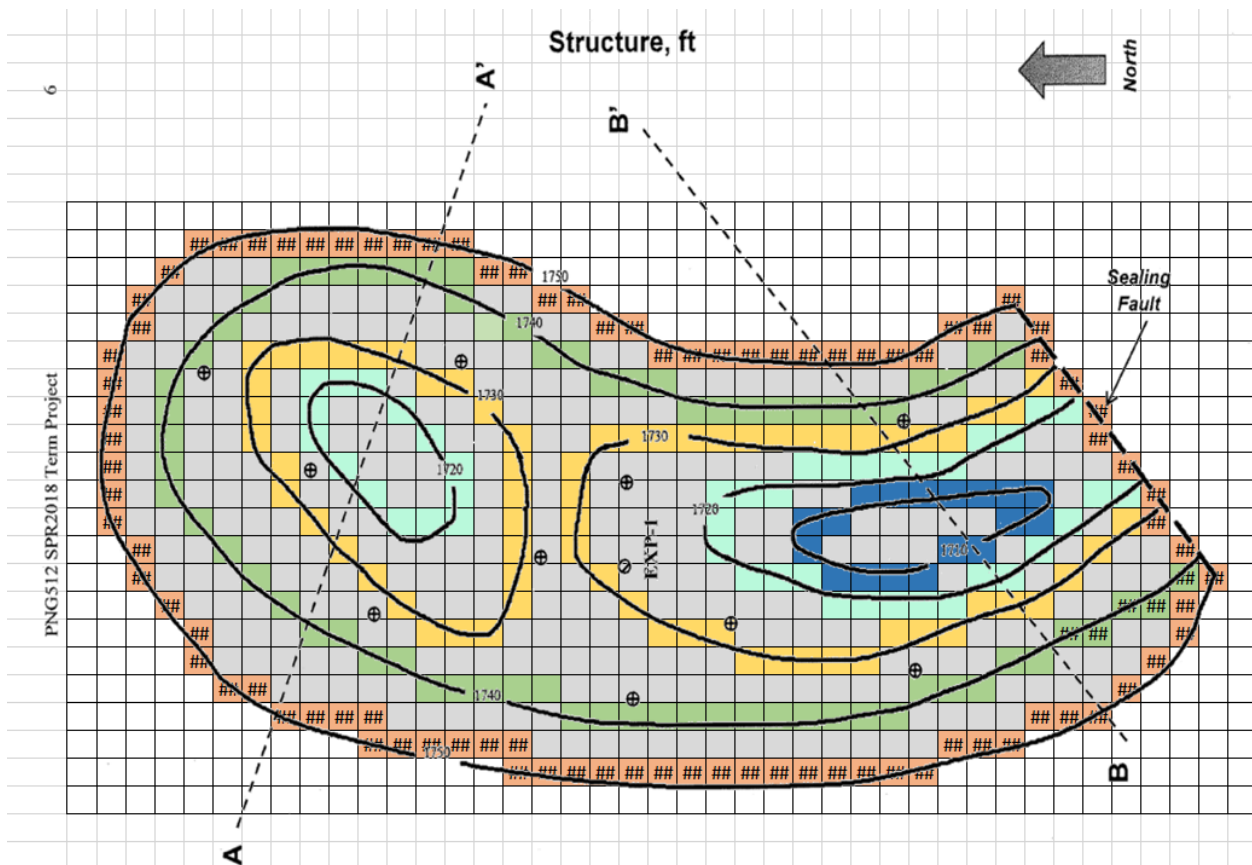 Structure, ft
North
6
A'
B'
## ## ## ## ## ## ## ## ## ##
## ## ##
1750
Sealing
Fault
## ## ## ##
1740
## ## ## ## ## ##
## ## ## ## ## ## ## ## ## ## ## ##
## ##
1730
## ##
1730
## ##
1720
## ##
## ##
1720
## ##
EXP-1
1710
## ##
## ## ##
PNG512 SPR2018 Term Project
## ## ## ##
## ## ## ##
## ##
1740
## ## ##
## ## ## ## ## ## ##
1750
## ## ## ## ## ## ## ## ##
## ## ## ## ## ## ## ## ## ## ## ## ## ## ##
B
A